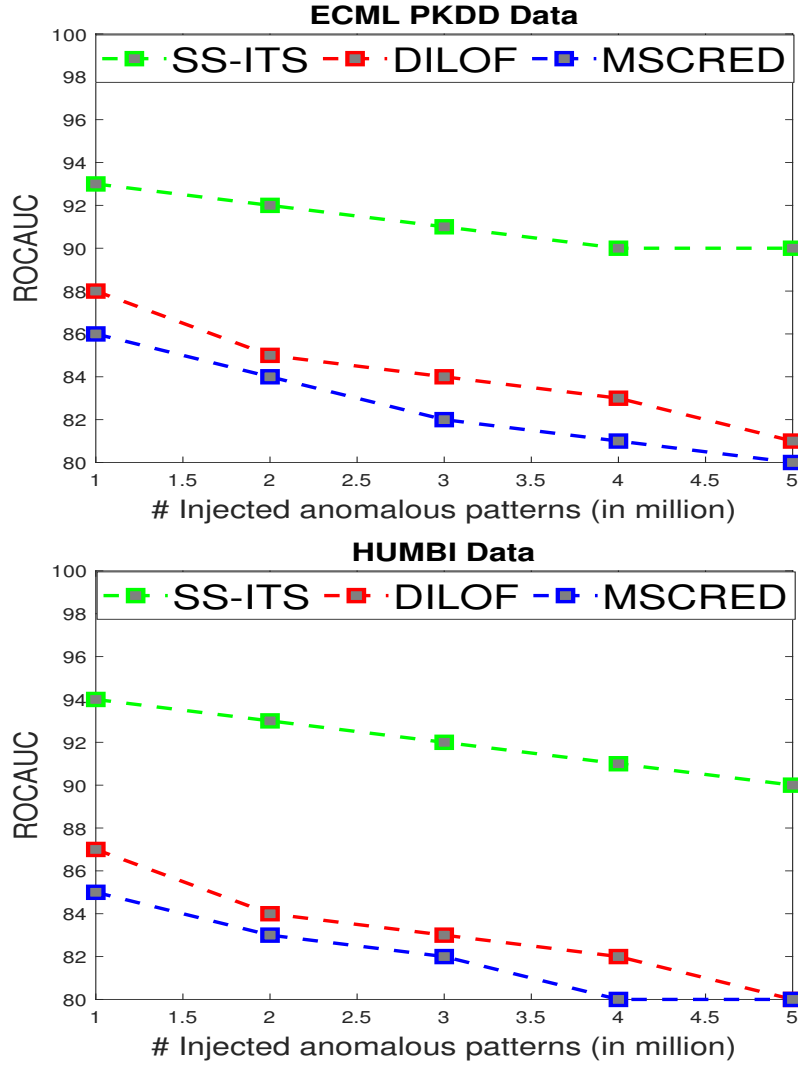 ECML PKDD Data
100
SS-ITS DILOF MSCRED
98
96
94
92
90
88
86
84
82
80
ROCAUC
1 1.5 2 2.5 3 3.5 4 4.5 5
# Injected anomalous patterns (in million)
HUMBI Data
100
SS-ITS DILOF MSCRED
98
96
94
92
90
88
86
84
82
80
ROCAUC
1 1.5 2 2.5 3 3.5 4 4.5 5
# Injected anomalous patterns (in million)